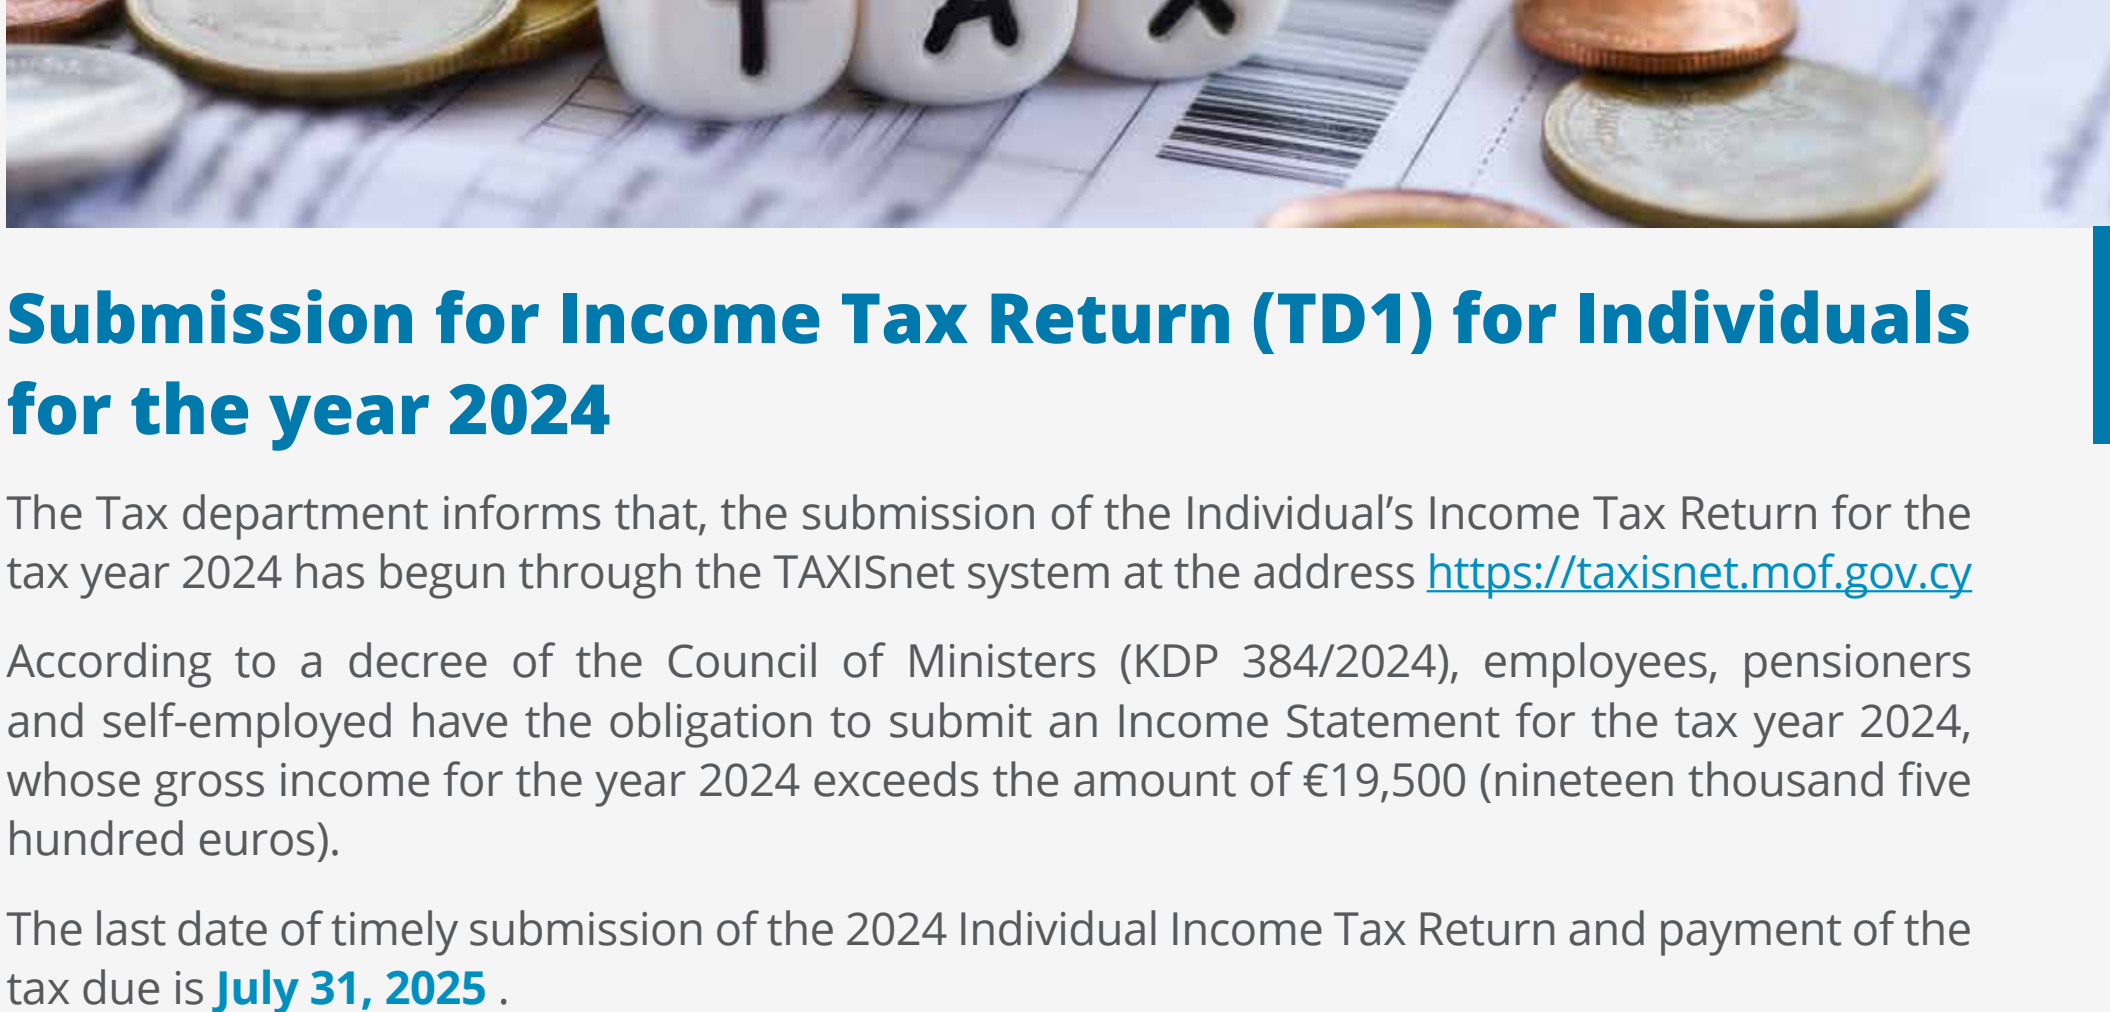 TAX
Submission for Income Tax Return (TD1) for Individuals
for the year 2024
The Tax department informs that, the submission of the Individual’s Income Tax Return for the
tax year 2024 has begun through the TAXISnet system at the address https://taxisnet.mof.gov.cy
According to a decree of the Council of Ministers (KDP 384/2024), employees, pensioners
and self-employed have the obligation to submit an Income Statement for the tax year 2024,
whose gross income for the year 2024 exceeds the amount of €19,500 (nineteen thousand five
hundred euros).
The last date of timely submission of the 2024 Individual Income Tax Return and payment of the
tax due is July 31, 2025 .